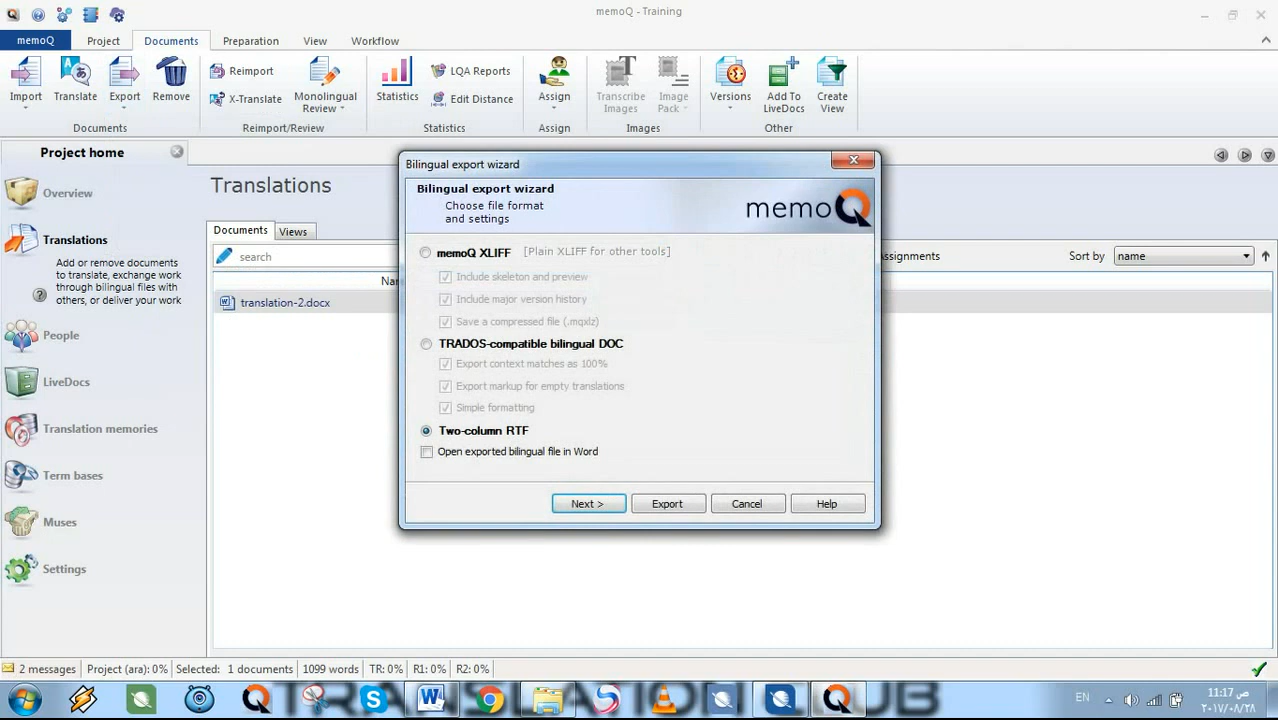 memoQ - Training
memoQ
Project
Documents
Preparation
View
Workflow
Import
Translate
Export
Remove
Reimport
X-Translate
Monolingual
Review
Statistics
LQA Reports
Edit Distance
Assign
Transcribe
Images
Image
Pack
Versions
Add To
LiveDocs
Create
View
Documents
Reimport/Review
Statistics
Assign
Images
Other
Project home
Overview
Translations
Add or remove documents
to translate, exchange work
through bilingual files with
others, or deliver your work
People
LiveDocs
Translation memories
Term bases
Muses
Settings
Translations
Documents
Views
search
Assignments
Sort by
name
Nam
translation-2.docx
Bilingual export wizard
Bilingual export wizard
Choose file format
and settings
memoQ
memoQ XLIFF [Plain XLIFF for other tools]
Include skeleton and preview
Include major version history
Save a compressed file (.mqxlz)
TRADOS-compatible bilingual DOC
Export context matches as 100%
Export markup for empty translations
Simple formatting
Two-column RTF
Open exported bilingual file in Word
Next >
Export
Cancel
Help
2 messages
Project (ara): 0%
Selected: 1 documents
1099 words
TR: 0%
R1: 0%
R2: 0%
TRANSLATION CLUB
EN
11:17 ص
٢٠١٧/٠٨/٢٨